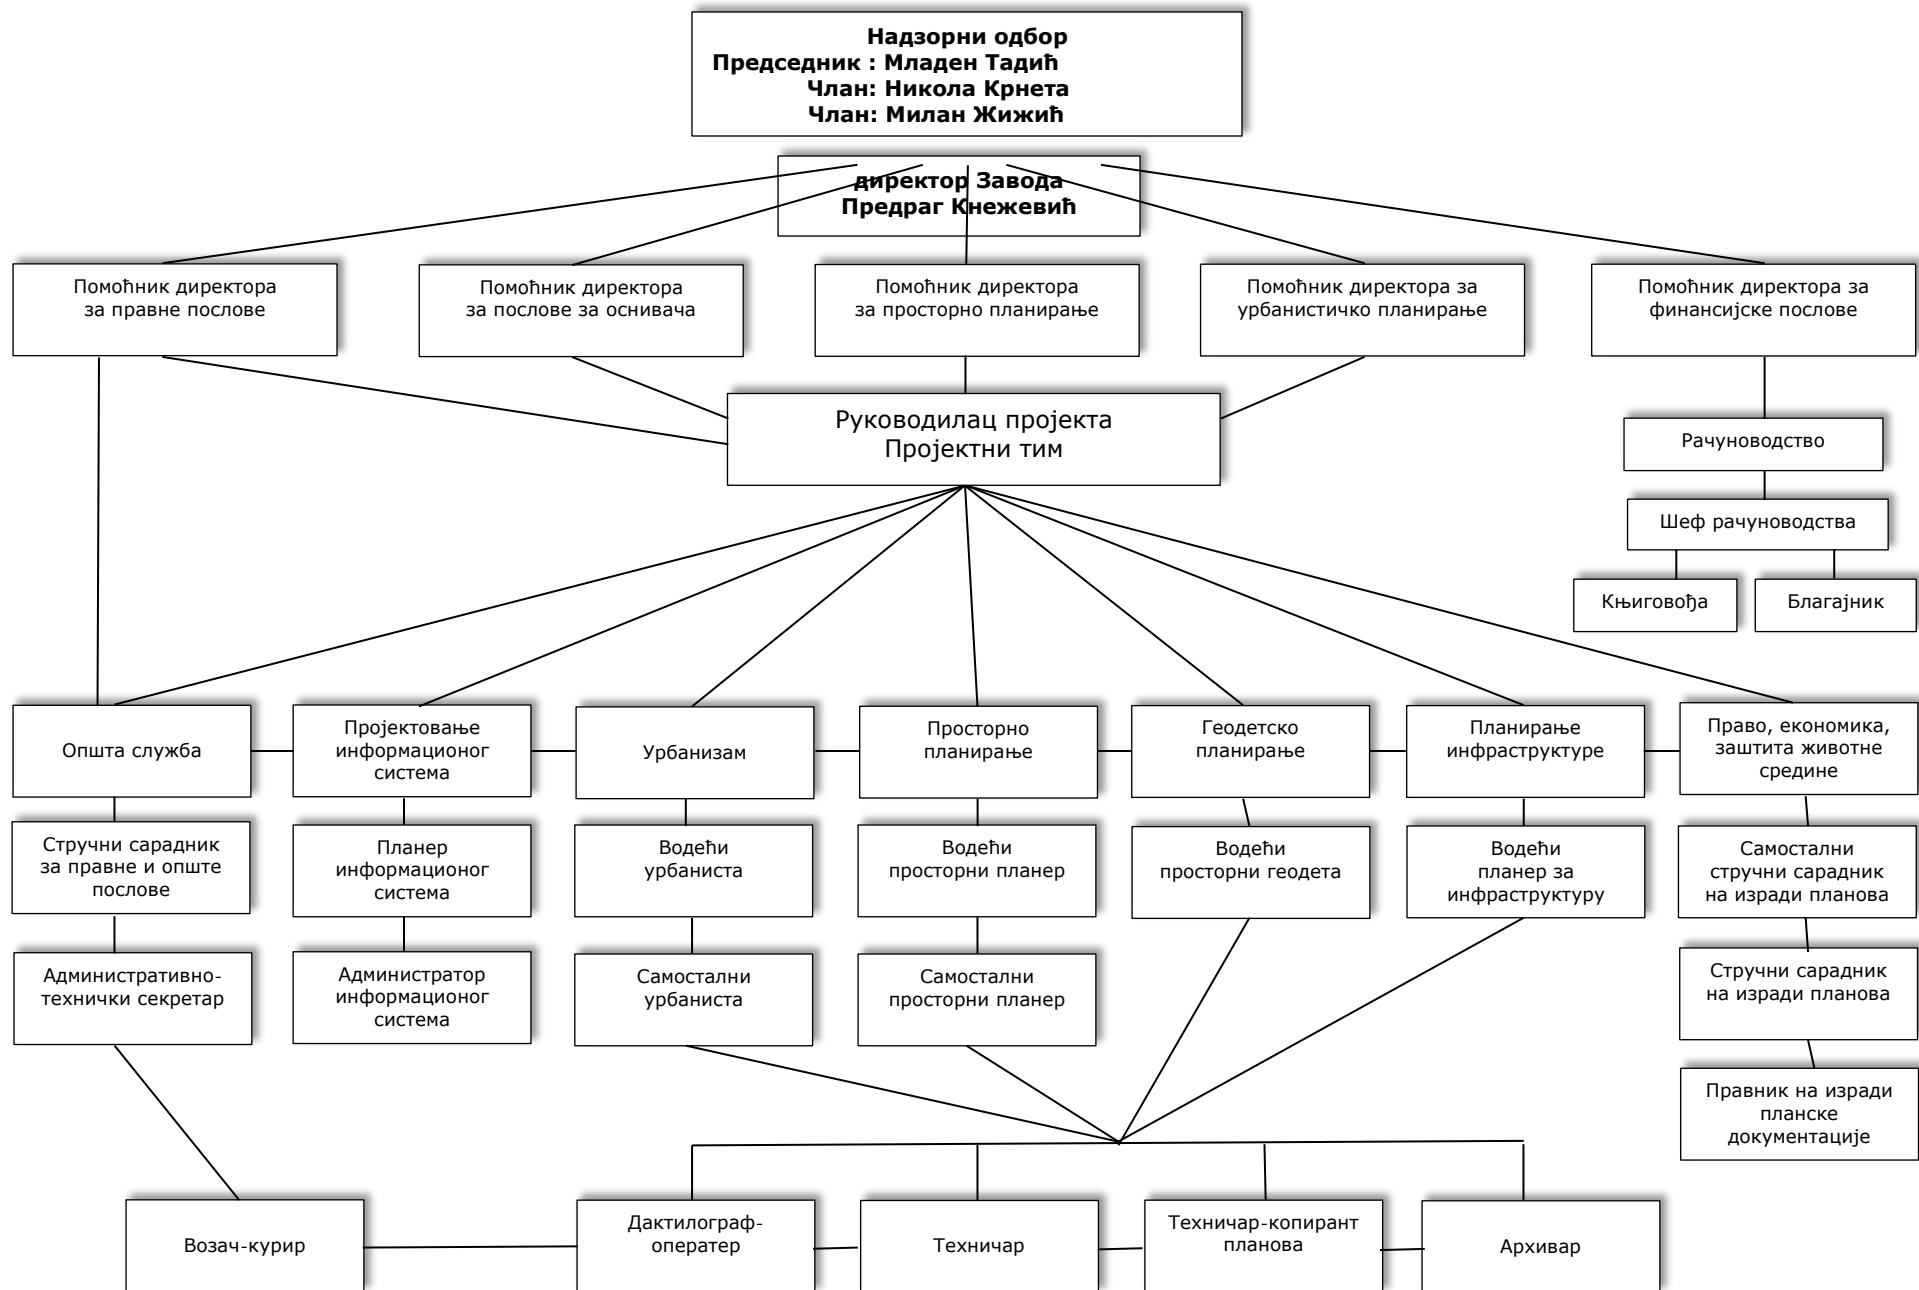 Надзорни одбор
Председник : Младен Тадић
Члан: Никола Крнета
Члан: Милан Жижић
директор Завода
Предраг Кнежевић
Помоћник директора
за правне послове
Помоћник директора
за послове за оснивача
Помоћник директора
за просторно планирање
Помоћник директора за
урбанистичко планирање
Помоћник директора за
финансијске послове
Руководилац пројекта
Пројектни тим
Рачуноводство
Шеф рачуноводства
Књиговођа
Благајник
Општа служба
Пројектовање
информационог
система
Урбанизам
Просторно
планирање
Геодетско
планирање
Планирање
инфраструктуре
Право, економика,
заштита животне
средине
Стручни сарадник
за правне и опште
послове
Планер
информационог
система
Водећи
урбаниста
Водећи
просторни планер
Водећи
просторни геодета
Водећи
планер за
инфраструктуру
Самостални
стручни сарадник
на изради планова
Административно-
технички секретар
Администратор
информационог
система
Самостални
урбаниста
Самостални
просторни планер
Стручни сарадник
на изради планова
Правник на изради
планске
документације
Возач-курир
Дактилограф-
оператер
Техничар
Техничар-копирант
планова
Архивар